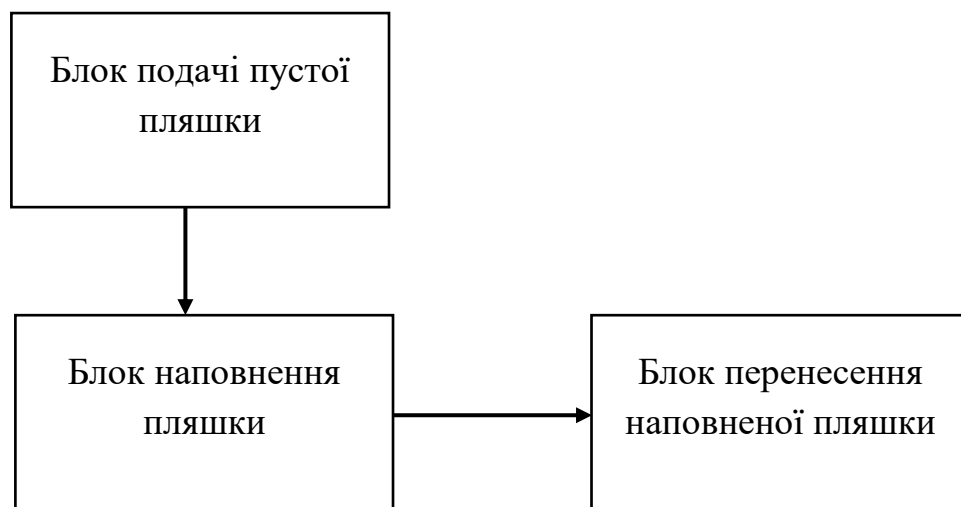 Блок подачі пустої
пляшки
Блок наповнення
пляшки
Блок перенесення
наповненої пляшки